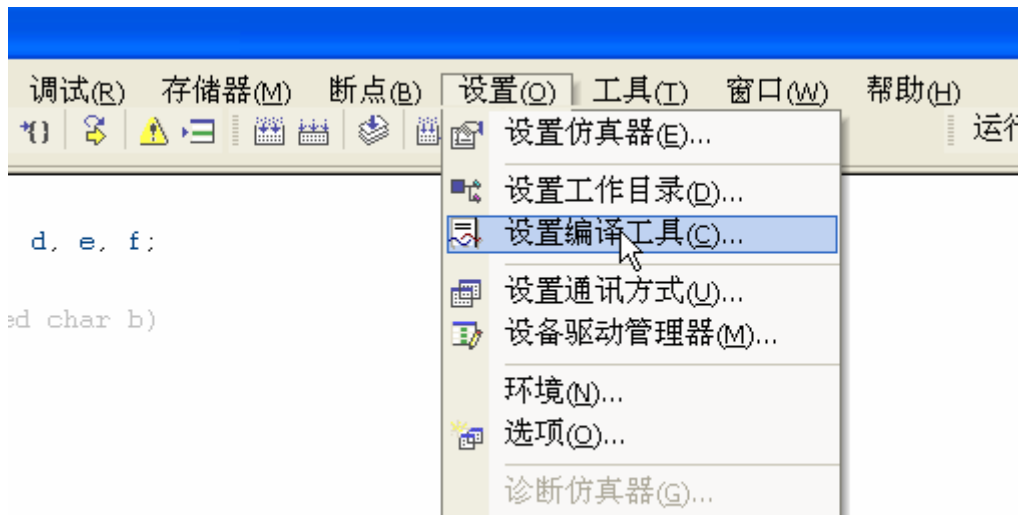 调试(R) 存储器(M) 断点(B) 设置(O) 工具(T) 窗口(W) 帮助(H)
运行
设置仿真器(E)...
设置工作目录(D)...
设置编译工具(C)...
d, e, f;
设置通讯方式(U)...
ed char b)
设备驱动管理器(M)...
环境(N)...
选项(O)...
诊断仿真器(G)...